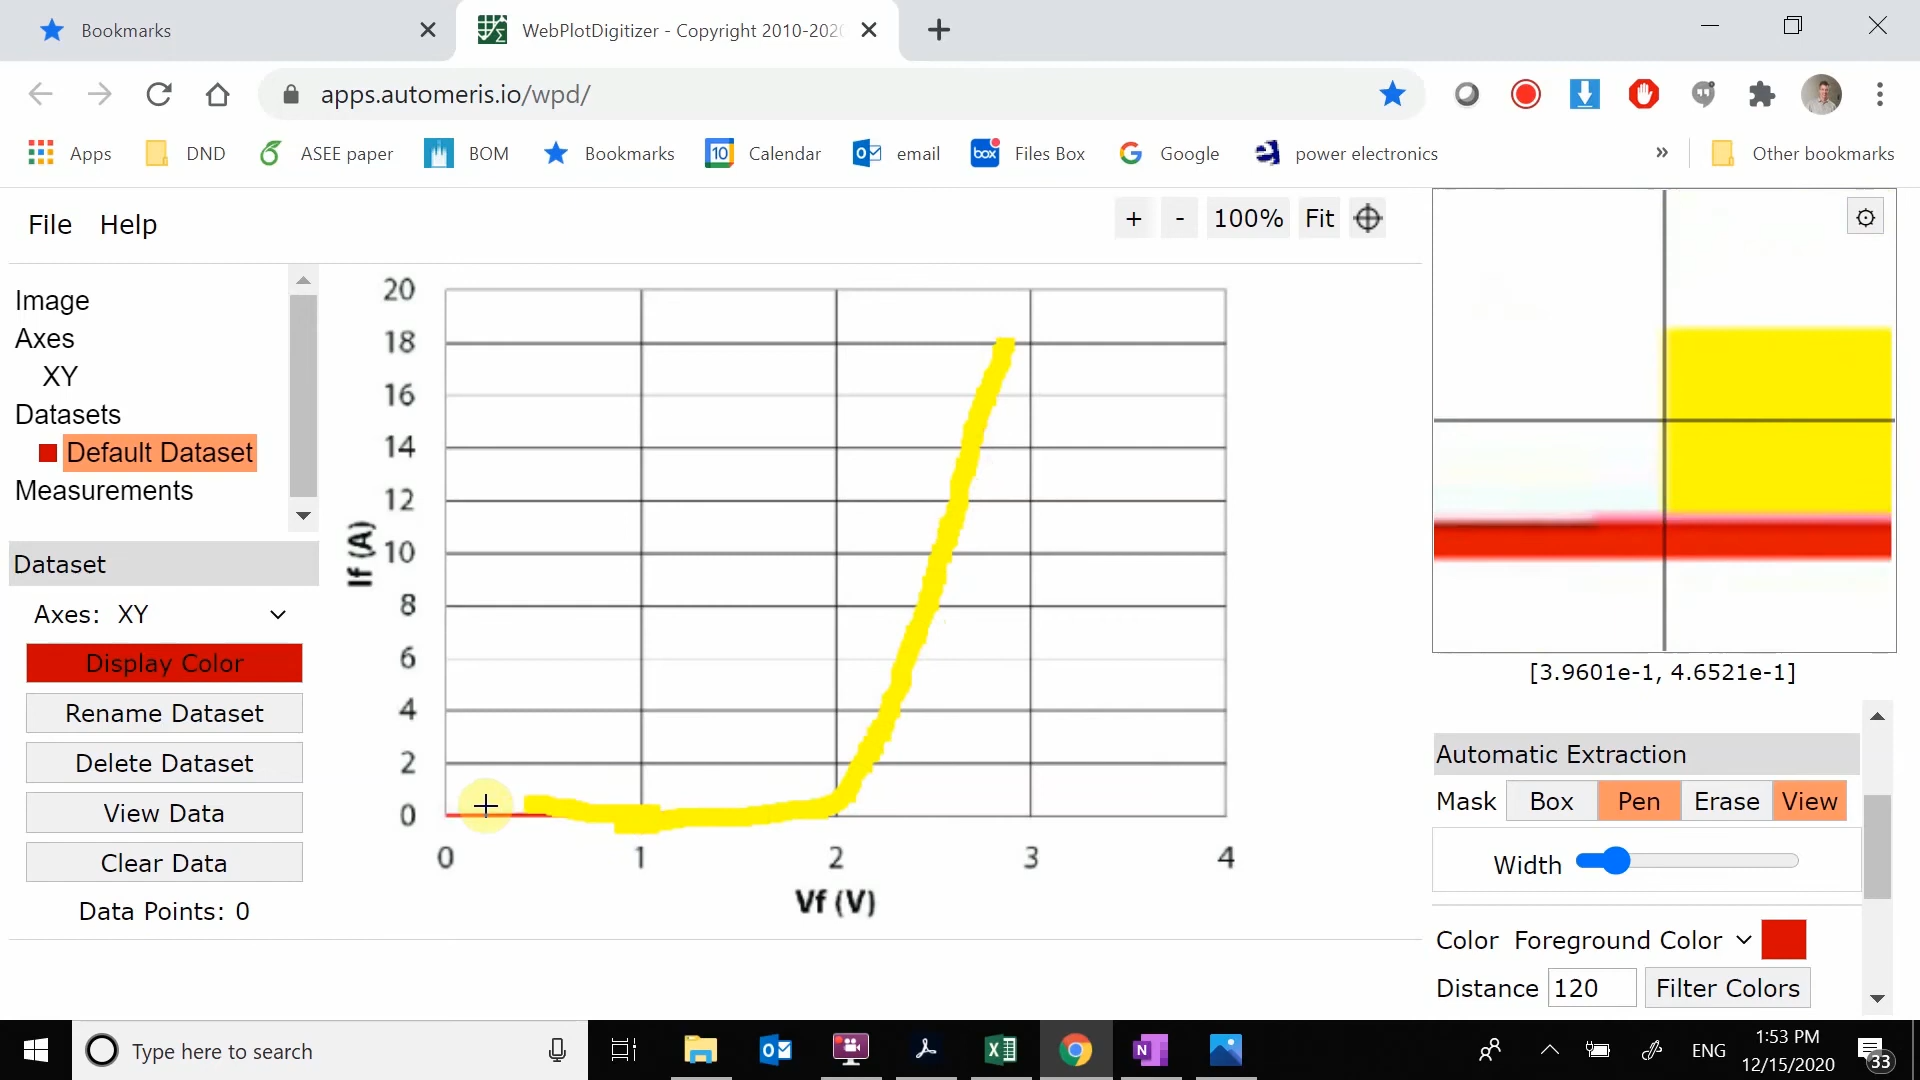 Bookmarks
WebPlotDigitizer - Copyright 2010-202
apps.automeris.io/wpd/
Apps
DND
ASEE paper
BOM
Bookmarks
10
Calendar
email
box
Files Box
Google
power electronics
»
Other bookmarks
File Help
+ - 100% Fit
Image
Axes
XY
Datasets
Default Dataset
Measurements
Dataset
Axes: XY
Display Color
Rename Dataset
Delete Dataset
View Data
Clear Data
Data Points: 0
20
18
16
14
12
10
8
6
4
2
0
If (A)
0 1 2 3 4
Vf (V)
[3.9601e-1, 4.6521e-1]
Automatic Extraction
Mask Box Pen Erase View
Width
Color Foreground Color
Distance 120 Filter Colors
Type here to search
ENG
1:53 PM
12/15/2020
33